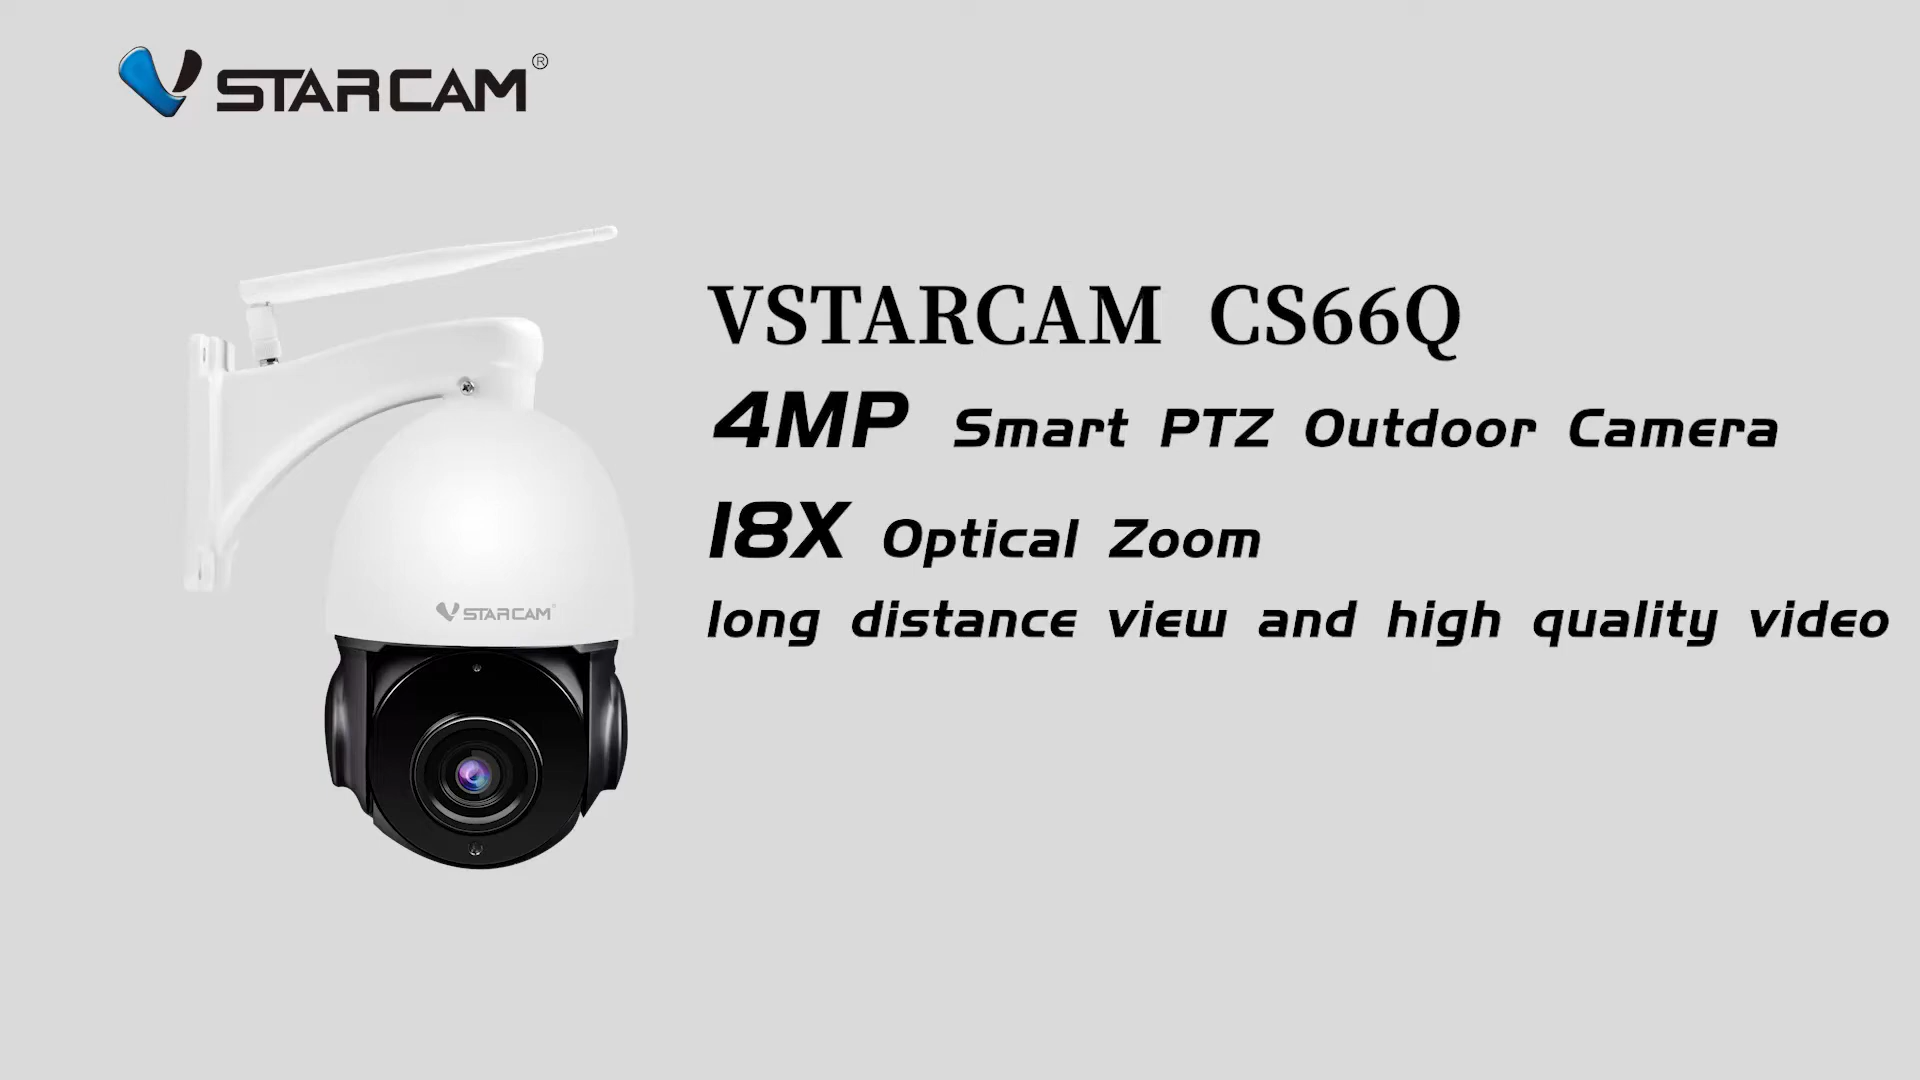 VSTARCAM®
VSTARCAM CS66Q
4MP Smart PTZ Outdoor Camera
18X Optical Zoom
long distance view and high quality video
VSTARCAM